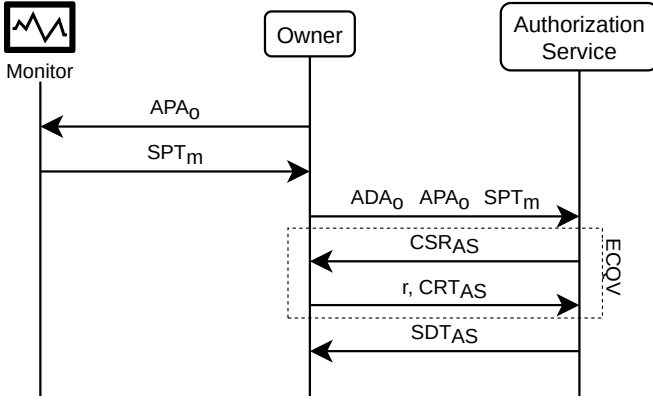 Monitor
Owner
Authorization
Service
APAo
SPTm
ADAo APAo SPTm
CSRAS
ECQV
r, CRTAS
SDTAS